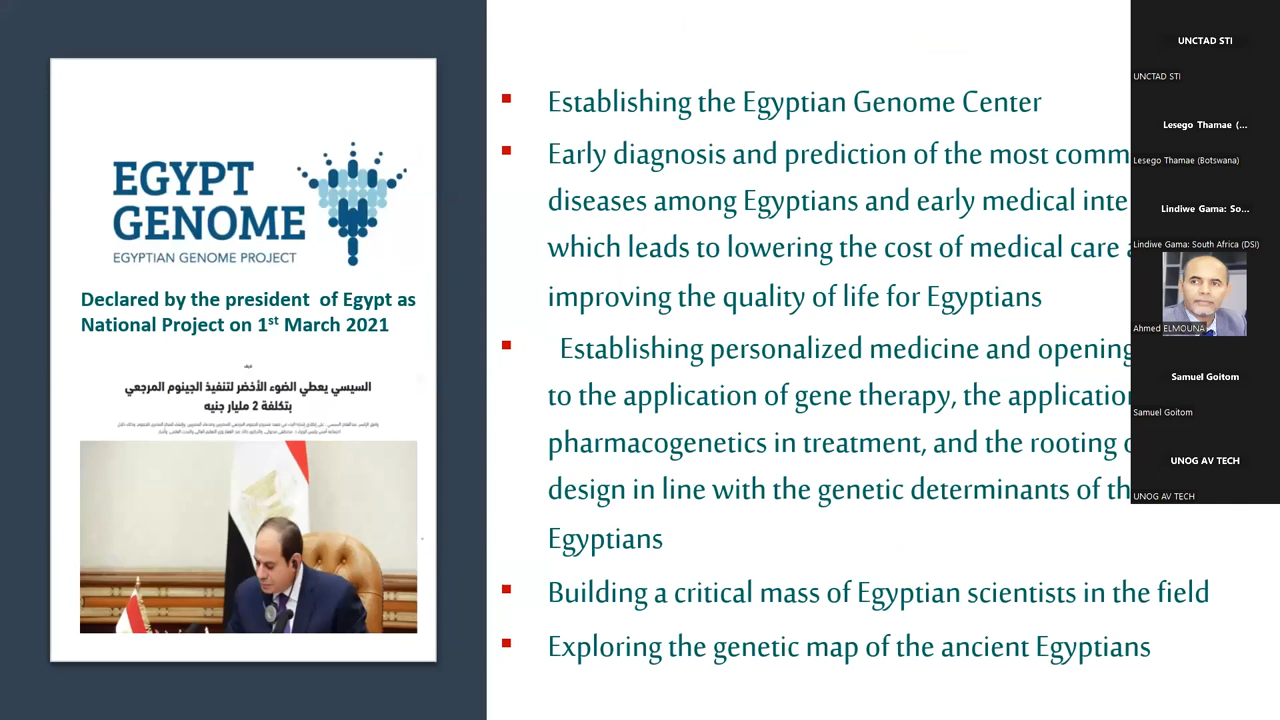 EGYPT
GENOME
EGYPTIAN GENOME PROJECT
Declared by the president of Egypt as
National Project on 1st March 2021
السيسي يعطي الضوء الأخضر لتنفيذ الجينوم المرجعي
بتكلفة 2 مليار جنيه
Establishing the Egyptian Genome Center
Early diagnosis and prediction of the most comm
diseases among Egyptians and early medical inte
which leads to lowering the cost of medical care
improving the quality of life for Egyptians
Establishing personalized medicine and opening
to the application of gene therapy, the application
pharmacogenetics in treatment, and the rooting
design in line with the genetic determinants of th
Egyptians
Building a critical mass of Egyptian scientists in the field
Exploring the genetic map of the ancient Egyptians
UNCTAD STI
UNCTAD STI
Lesego Thamae (...
Lesego Thamae (Botswana)
Lindiwe Gama: So...
Lindiwe Gama: South Africa (DSI)
Ahmed ELMOUNA
Samuel Goitom
Samuel Goitom
UNOG AV TECH
UNOG AV TECH